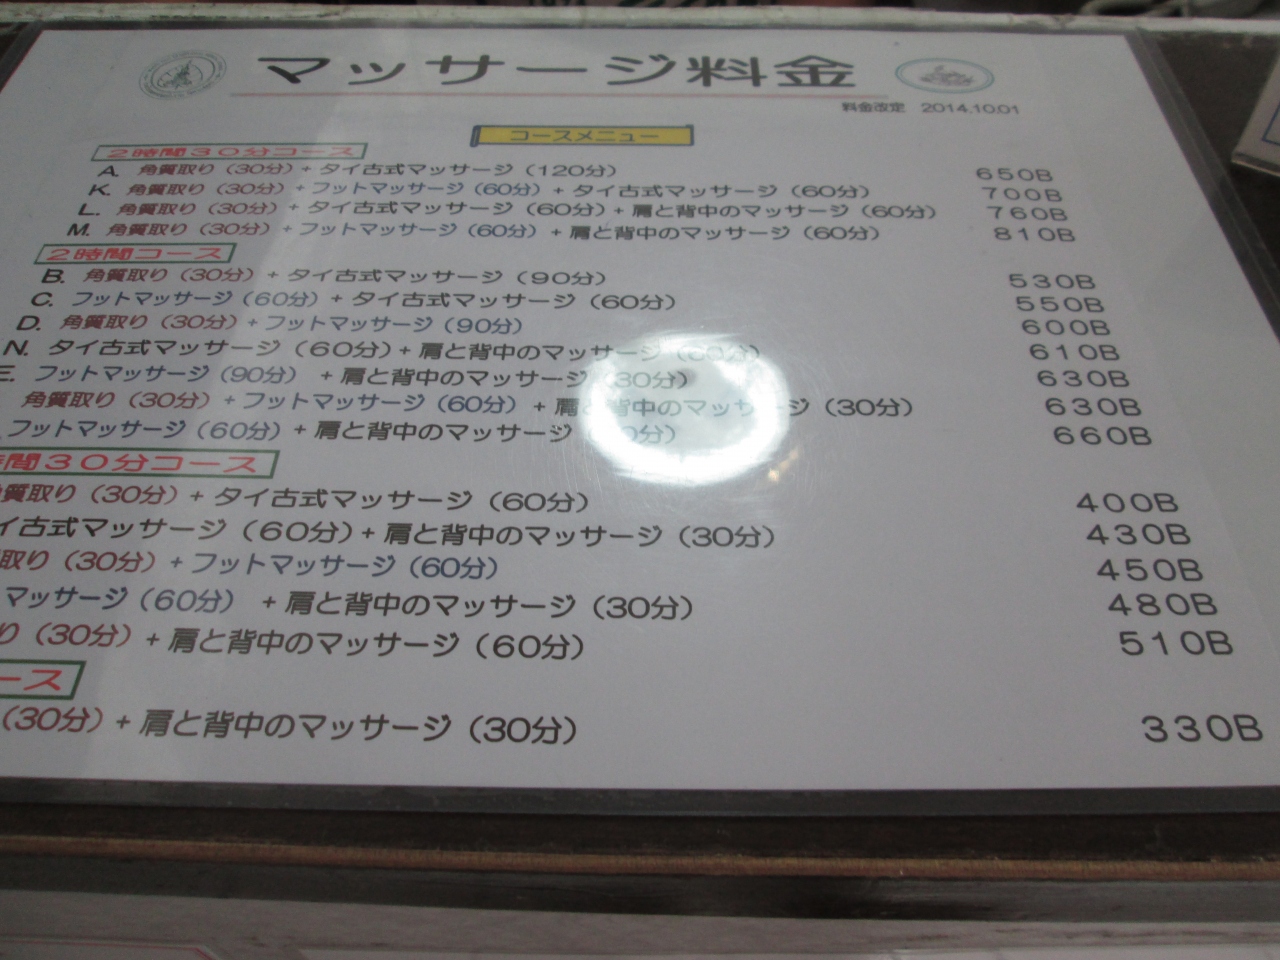 マッサージ料金
料金改定 2014.10.01
コースメニュー
2時間30分コース
A. 角質取り（30分）+ タイ古式マッサージ（120分） 650B
K. 角質取り（30分）+ フットマッサージ（60分）+ タイ古式マッサージ（60分） 700B
L. 角質取り（30分）+ タイ古式マッサージ（60分）+ 肩と背中のマッサージ（60分） 760B
M. 角質取り（30分）+ フットマッサージ（60分）+ 肩と背中のマッサージ（60分） 810B
2時間コース
B. 角質取り（30分）+ タイ古式マッサージ（90分） 530B
C. フットマッサージ（60分）+ タイ古式マッサージ（60分） 550B
D. 角質取り（30分）+ フットマッサージ（90分） 600B
N. タイ古式マッサージ（60分）+ 肩と背中のマッサージ（60分） 610B
E. フットマッサージ（90分） + 肩と背中のマッサージ（30分） 630B
角質取り（30分）+ フットマッサージ（60分）+ 肩と背中のマッサージ（30分） 630B
フットマッサージ（60分）+ 肩と背中のマッサージ 660B
時間30分コース
質取り（30分）+ タイ古式マッサージ（60分） 400B
イ古式マッサージ（60分）+ 肩と背中のマッサージ（30分） 430B
取り（30分）+ フットマッサージ（60分） 450B
マッサージ（60分） + 肩と背中のマッサージ（30分） 480B
り（30分）+ 肩と背中のマッサージ（60分） 510B
ース
（30分）+ 肩と背中のマッサージ（30分） 330B